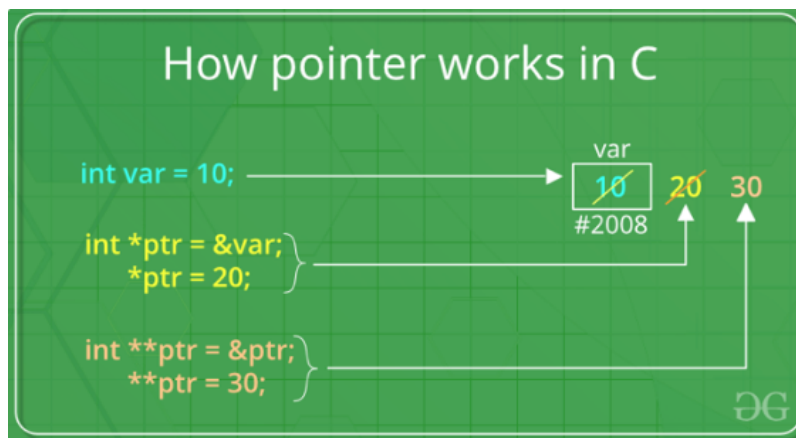 How pointer works in C
var
int var = 10;
10 20 30
#2008
int *ptr = &var;
*ptr = 20;
int **ptr = &ptr;
**ptr = 30;